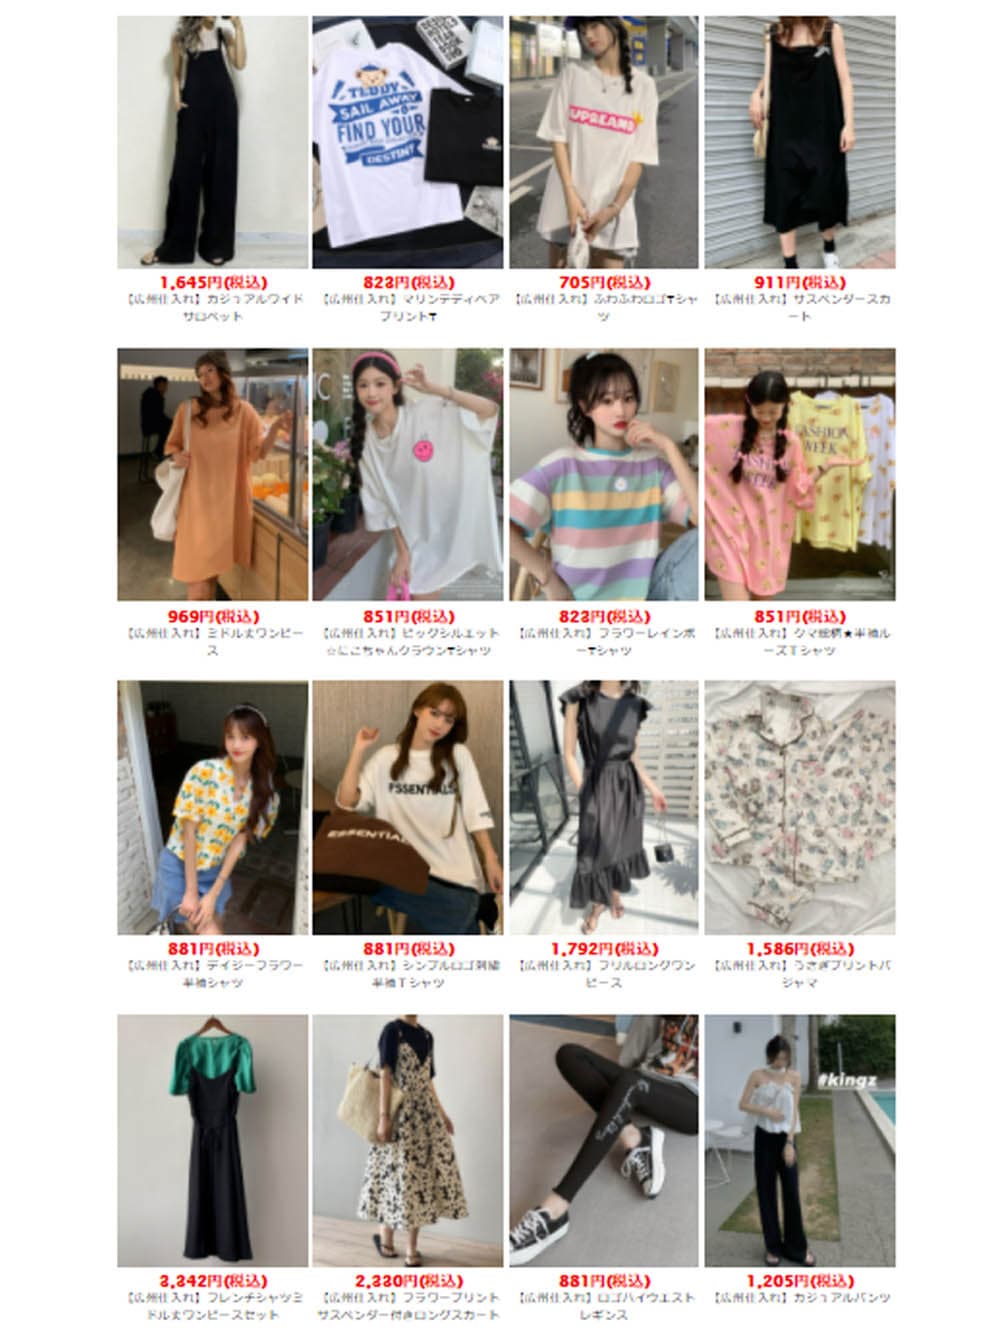 TEDDY
SAIL AWAY
FIND YOUR
DESTINY
1,645円(税込)
【広州仕入れ】カジュアルワイド
サロペット
828円(税込)
【広州仕入れ】マリンテディベア
プリントT
705円(税込)
【広州仕入れ】ふわふわロゴTシャ
ツ
911円(税込)
【広州仕入れ】サスペンダースカ
ート
FASHION
WEEK
FASHION
WEEK
969円(税込)
【広州仕入れ】ミドル丈ワンピー
ス
851円(税込)
【広州仕入れ】ビッグシルエット
☆にこちゃんクラウンTシャツ
828円(税込)
【広州仕入れ】フラワーレインボ
ーTシャツ
851円(税込)
【広州仕入れ】クマ総柄★半袖ル
ーズTシャツ
ESSENTIALS
ESSENTIAL
881円(税込)
【広州仕入れ】デイジーフラワー
半袖シャツ
881円(税込)
【広州仕入れ】シンプルロゴ刺繍
半袖Tシャツ
1,792円(税込)
【広州仕入れ】フリルロングワン
ピース
1,586円(税込)
【広州仕入れ】うさぎプリントパ
ジャマ
#kingz
3,342円(税込)
【広州仕入れ】フレンチシャツミ
ドル丈ワンピースセット
2,330円(税込)
【広州仕入れ】フラワープリント
サスペンダー付きロングスカート
881円(税込)
【広州仕入れ】ロゴハイウエスト
レギンス
1,205円(税込)
【広州仕入れ】カジュアルパンツ